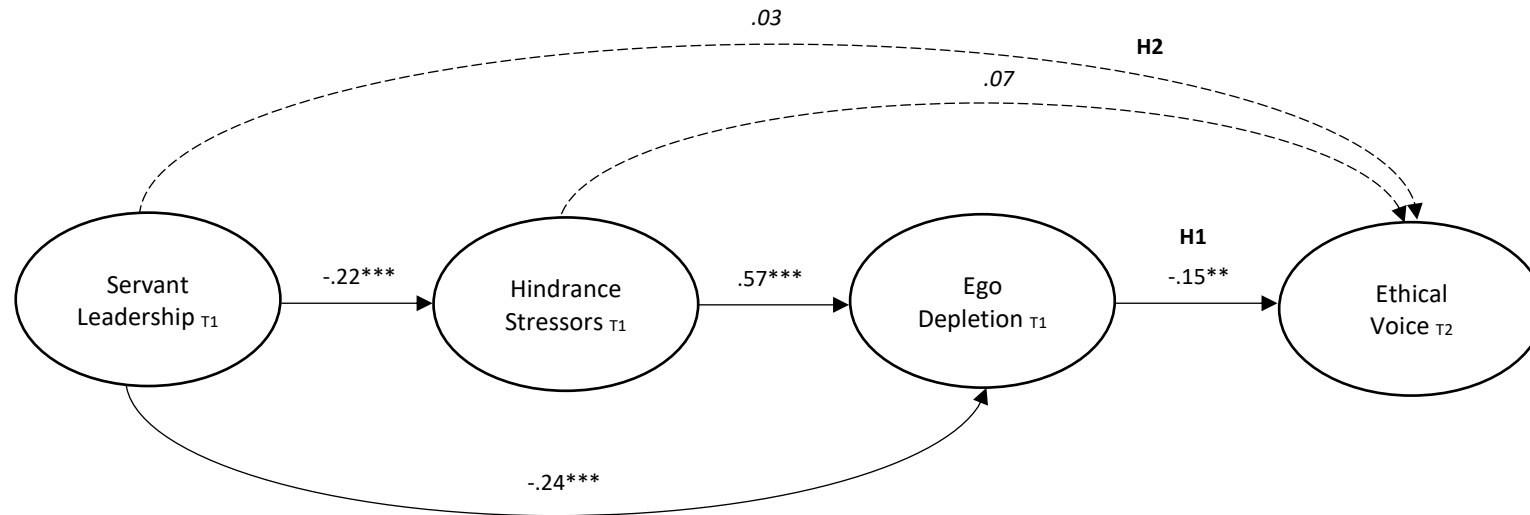 .03
H2
.07
H1
Servant
Leadership T1
-.22***
Hindrance
Stressors T1
.57***
Ego
Depletion T1
-.15**
Ethical
Voice T2
-.24***